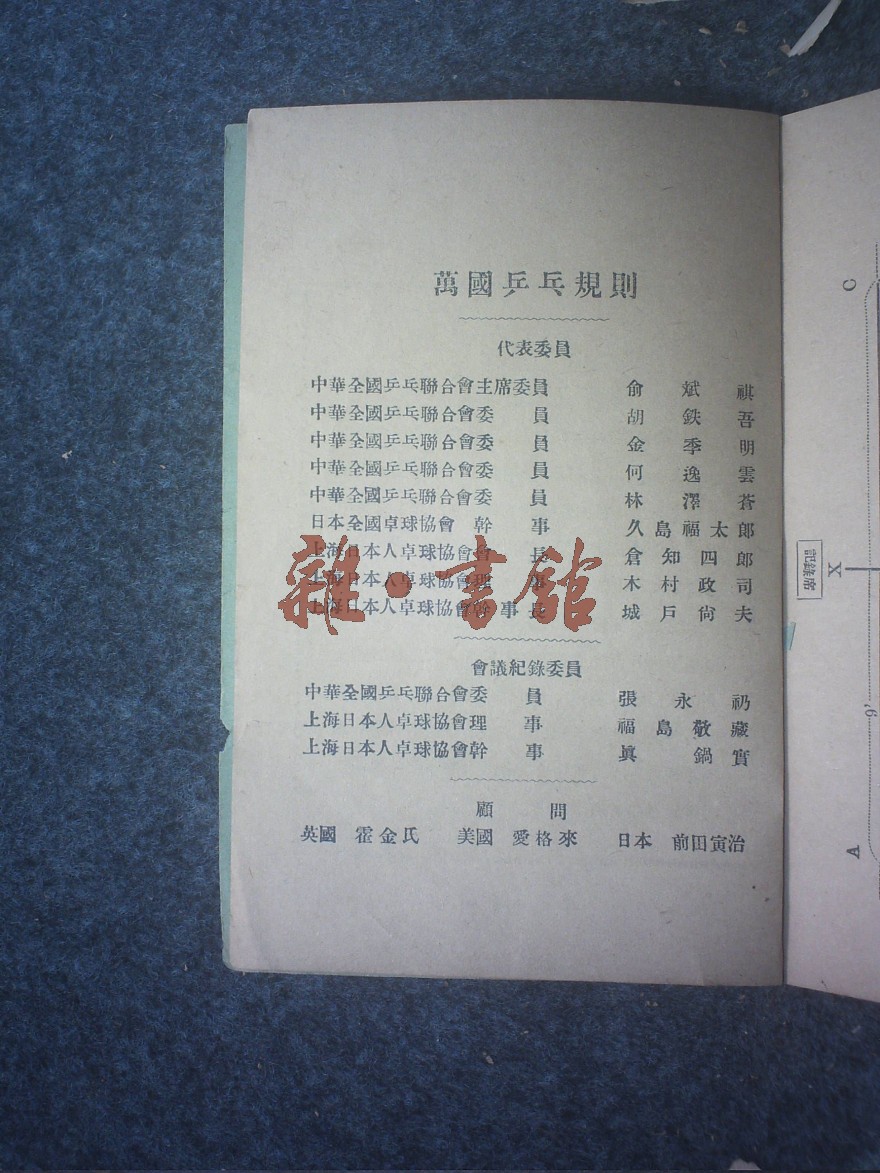 萬國乒乓規則
代表委員
中華全國乒乓聯合會主席委員 俞斌祺
中華全國乒乓聯合會委員 胡鉄吾
中華全國乒乓聯合會委員 金季明
中華全國乒乓聯合會委員 何逸雲
中華全國乒乓聯合會委員 林澤蒼
日本全國卓球協會幹事 久島福太郎
上海日本人卓球協會會長 倉知四郎
上海日本人卓球協會理事 木村政司
上海日本人卓球協會幹事長 城戶尙夫
雜·書館
會議紀錄委員
中華全國乒乓聯合會委員 張永礽
上海日本人卓球協會理事 福島敬藏
上海日本人卓球協會幹事 眞鍋實
顧問
英國 霍金氏 美國 愛格來 日本 前田寅治
C
記錄席
X
9'
A